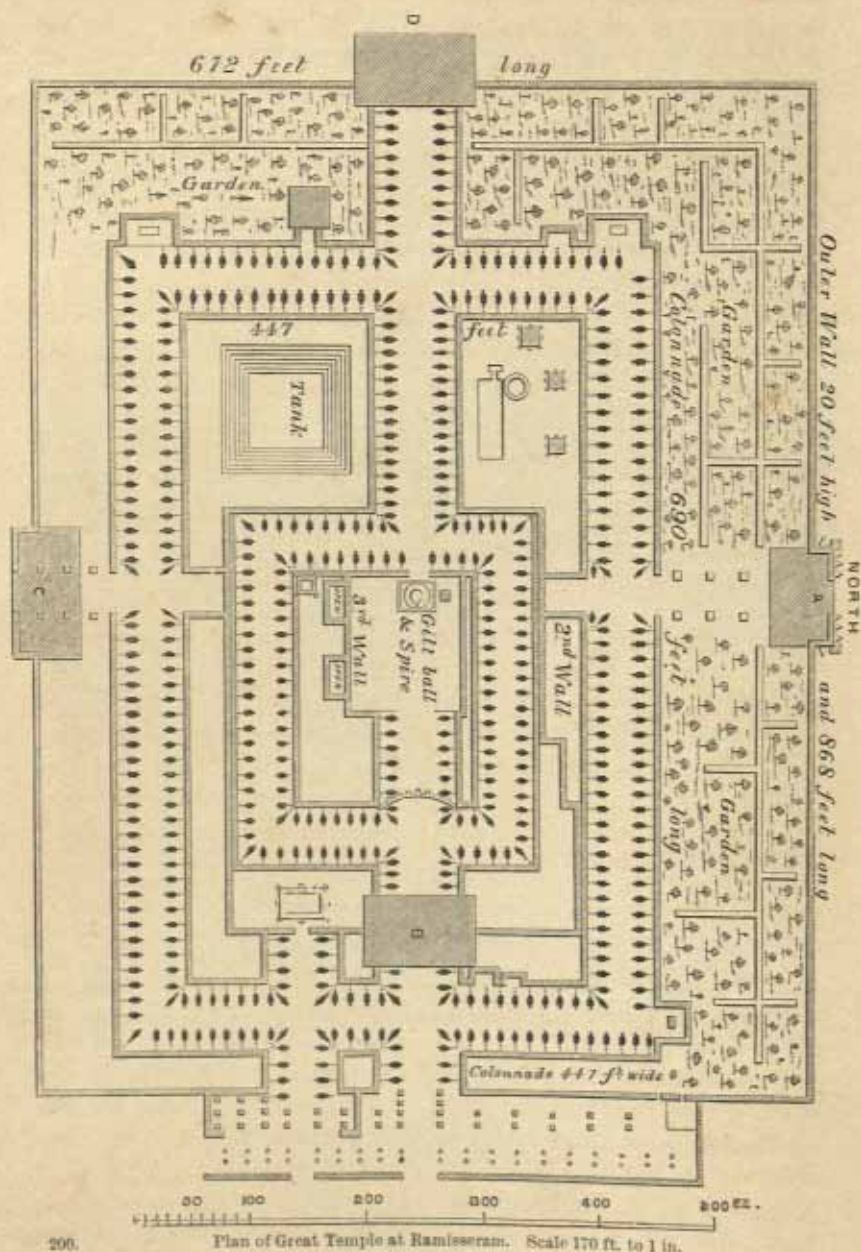 D
672 feet long
Garden
447 feet
Tank
Garden
Colonnade 690 feet long
Outer Wall 20 feet high and 868 feet long
NORTH
A
C
3rd Wall
Gilt ball
& Spire
2nd Wall
Garden
B
Colonnade 447 ft wide
50 100 200 300 400 500 FT.
200. Plan of Great Temple at Ramisseram. Scale 170 ft. to 1 in.